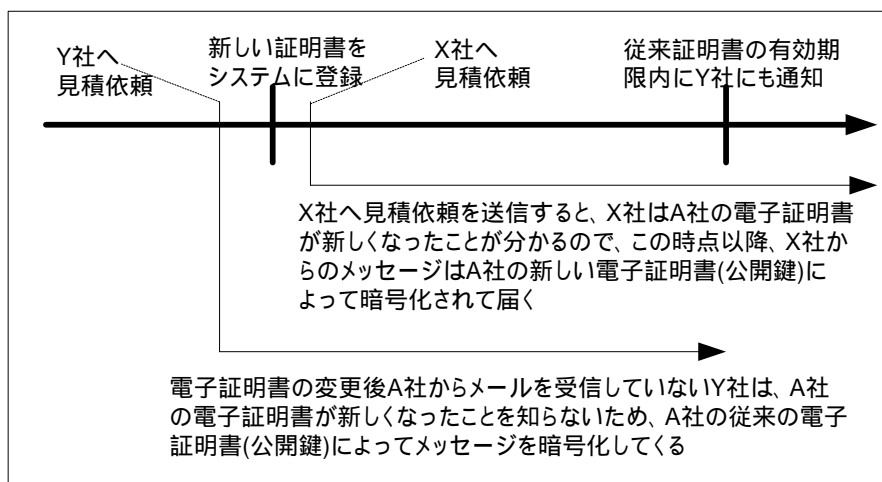 Y社へ
見積依頼
新しい証明書を
システムに登録
X社へ
見積依頼
従来証明書の有効期
限内にY社にも通知
X社へ見積依頼を送信すると、X社はA社の電子証明書
が新しくなったことが分かるので、この時点以降、X社か
らのメッセージはA社の新しい電子証明書(公開鍵)に
よって暗号化されて届く
電子証明書の変更後A社からメールを受信していないY社は、A社
の電子証明書が新しくなったことを知らないため、A社の従来の電子
証明書(公開鍵)によってメッセージを暗号化してくる